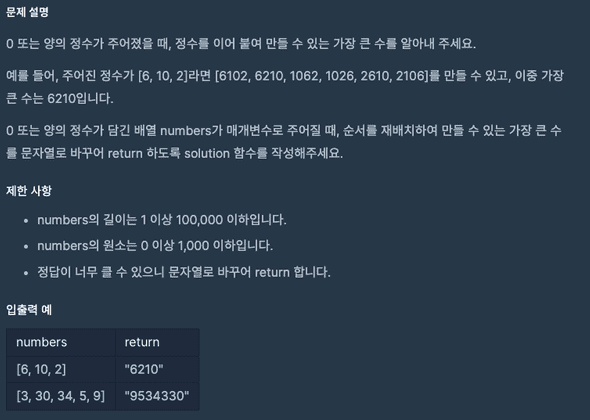 문제 설명
0 또는 양의 정수가 주어졌을 때, 정수를 이어 붙여 만들 수 있는 가장 큰 수를 알아내 주세요.
예를 들어, 주어진 정수가 [6, 10, 2]라면 [6102, 6210, 1062, 1026, 2610, 2106]를 만들 수 있고, 이중 가장
큰 수는 6210입니다.
0 또는 양의 정수가 담긴 배열 numbers가 매개변수로 주어질 때, 순서를 재배치하여 만들 수 있는 가장 큰 수
를 문자열로 바꾸어 return 하도록 solution 함수를 작성해주세요.
제한 사항
• numbers의 길이는 1 이상 100,000 이하입니다.
• numbers의 원소는 0 이상 1,000 이하입니다.
• 정답이 너무 클 수 있으니 문자열로 바꾸어 return 합니다.
입출력 예
numbers return
[6, 10, 2] "6210"
[3, 30, 34, 5, 9] "9534330"